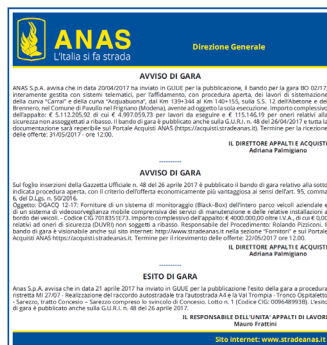 ANAS
L'Italia si fa strada
Direzione Generale
AVVISO DI GARA
ANAS S.p.A. avvisa che in data 20/04/2017 ha inviato in GUUE per la pubblicazione, il bando per la gara BO 02/17,
interamente gestita con sistemi telematici, per l'affidamento, con procedura aperta, dei lavori di sistemazione
della curva "Carrai" e della curva "Acquabuona", dal Km 139+344 al Km 140+155, sulla S.S. 12 dell'Abetone e del
Brennero, nel Comune di Pavullo nel Frignano (Modena), avente ad oggetto la sola esecuzione. Importo complessivo
dell'appalto: € 5.112.205,92 di cui € 4.997.059,73 per lavori da eseguire e € 115.146,19 per oneri relativi alla
sicurezza non assoggettati a ribasso. Il bando di gara è pubblicato anche sulla G.U.R.I. n. 48 del 26/04/2017 e tutta la
documentazione sarà reperibile sul Portale Acquisti ANAS (https://acquisti.stradeanas.it). Termine per la ricezione
delle offerte: 31/05/2017 - ore 12.00.
IL DIRETTORE APPALTI E ACQUISTI
Adriana Palmigiano
----------
AVVISO DI GARA
Sul foglio inserzioni della Gazzetta Ufficiale n. 48 del 26 aprile 2017 è pubblicato il bando di gara relativo alla sotto
indicata procedura aperta, con il criterio dell'offerta economicamente più vantaggiosa ai sensi dell'art. 95, comma
6, del D.Lgs. n. 50/2016.
Oggetto: DGACQ 12-17: Forniture di un sistema di monitoraggio (Black-Box) dell'intero parco veicoli aziendale e
di un sistema di videosorveglianza mobile comprensiva dei servizi di manutenzione e delle relative installazioni a
bordo dei veicoli. - Codice CIG 7018351E73. Importo complessivo dell'appalto: € 4000.000,00 oltre I.V.A., di cui € 0,00
relativi ad oneri di sicurezza (DUVRI) non soggetti a ribasso. Responsabile del Procedimento: Rolando Pizziconi. Il
bando di gara è visionabile anche sul sito internet: https://www.stradeanas.it nella sezione "Fornitori" e sul Portale
Acquisti ANAS https://acquisti.stradeanas.it. Termine per il ricevimento delle offerte: 22/05/2017 ore 12.00.
IL DIRETTORE APPALTI E ACQUISTI
Adriana Palmigiano
----------
ESITO DI GARA
Anas S.p.A. avvisa che in data 21 aprile 2017 ha inviato in GUUE per la pubblicazione l'esito della gara a procedura
ristretta MI 27/07 - Realizzazione del raccordo autostradale tra l'autostrada A4 e la Val Trompia - Tronco Ospitaletto
- Sarezzo, tratto Concesio – Sarezzo compreso lo svincolo di Concesio. Lotto n. 1 (Codice CIG: 0096489938). L'esito
di gara è pubblicato anche sulla G.U.R.I. n. 48 del 26 aprile 2017.
IL RESPONSABILE DELL'UNITA' APPALTI DI LAVORI
Mauro Frattini
Sito internet: www.stradeanas.it